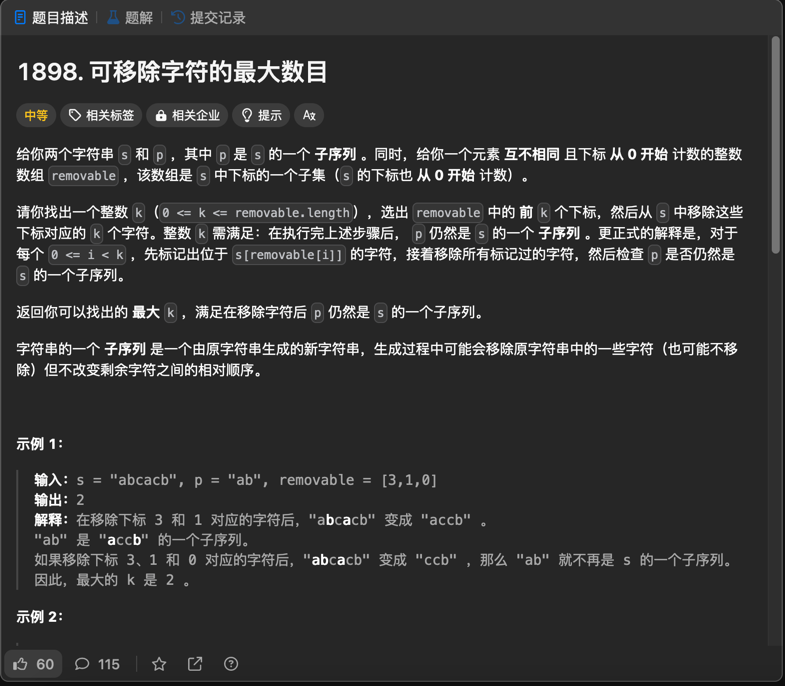 题目描述 题解 提交记录
1898. 可移除字符的最大数目
中等 相关标签 相关企业 提示 Ax
给你两个字符串 s 和 p ，其中 p 是 s 的一个 子序列 。同时，给你一个元素 互不相同 且下标 从 0 开始 计数的整数
数组 removable ，该数组是 s 中下标的一个子集（s 的下标也 从 0 开始 计数）。
请你找出一个整数 k（0 <= k <= removable.length），选出 removable 中的 前 k 个下标，然后从 s 中移除这些
下标对应的 k 个字符。整数 k 需满足：在执行完上述步骤后， p 仍然是 s 的一个 子序列 。更正式的解释是，对于
每个 0 <= i < k ，先标记出位于 s[removable[i]] 的字符，接着移除所有标记过的字符，然后检查 p 是否仍然是
s 的一个子序列。
返回你可以找出的 最大 k ，满足在移除字符后 p 仍然是 s 的一个子序列。
字符串的一个 子序列 是一个由原字符串生成的新字符串，生成过程中可能会移除原字符串中的一些字符（也可能不移
除）但不改变剩余字符之间的相对顺序。
示例 1：
输入：s = "abcacb", p = "ab", removable = [3,1,0]
输出：2
解释：在移除下标 3 和 1 对应的字符后，"abcacb" 变成 "accb" 。
"ab" 是 "accb" 的一个子序列。
如果移除下标 3、1 和 0 对应的字符后，"abcacb" 变成 "ccb" ，那么 "ab" 就不再是 s 的一个子序列。
因此，最大的 k 是 2 。
示例 2：
60 115